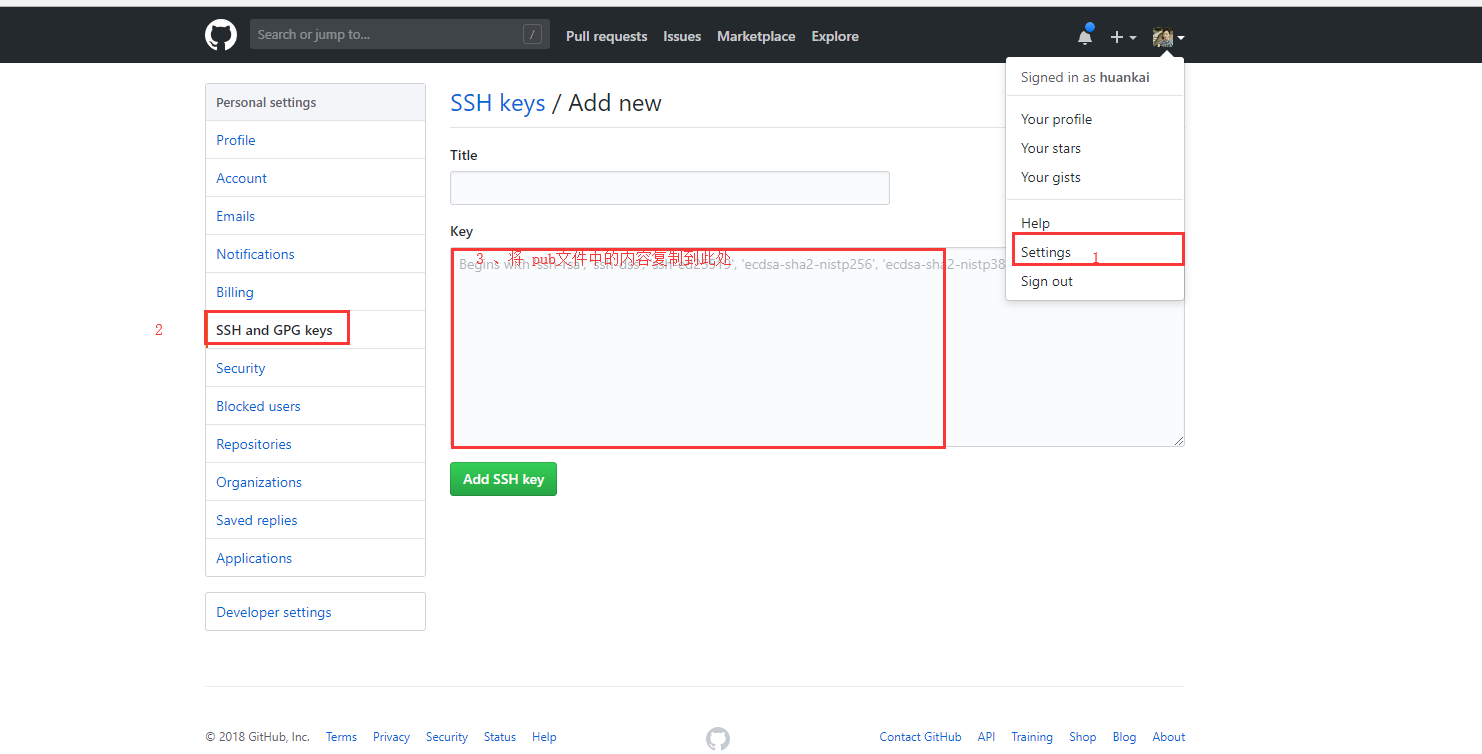 Search or jump to... /
Pull requests
Issues
Marketplace
Explore
Signed in as huankai
Your profile
Your stars
Your gists
Help
Settings
1
Sign out
Personal settings
Profile
Account
Emails
Notifications
Billing
2
SSH and GPG keys
Security
Blocked users
Repositories
Organizations
Saved replies
Applications
Developer settings
SSH keys / Add new
Title
Key
3 、将 pub文件中的内容复制到此处
Begins with 'ssh-rsa', 'ssh-dss', 'ssh-ed25519', 'ecdsa-sha2-nistp256', 'ecdsa-sha2-nistp38
Add SSH key
© 2018 GitHub, Inc.
Terms
Privacy
Security
Status
Help
Contact GitHub
API
Training
Shop
Blog
About